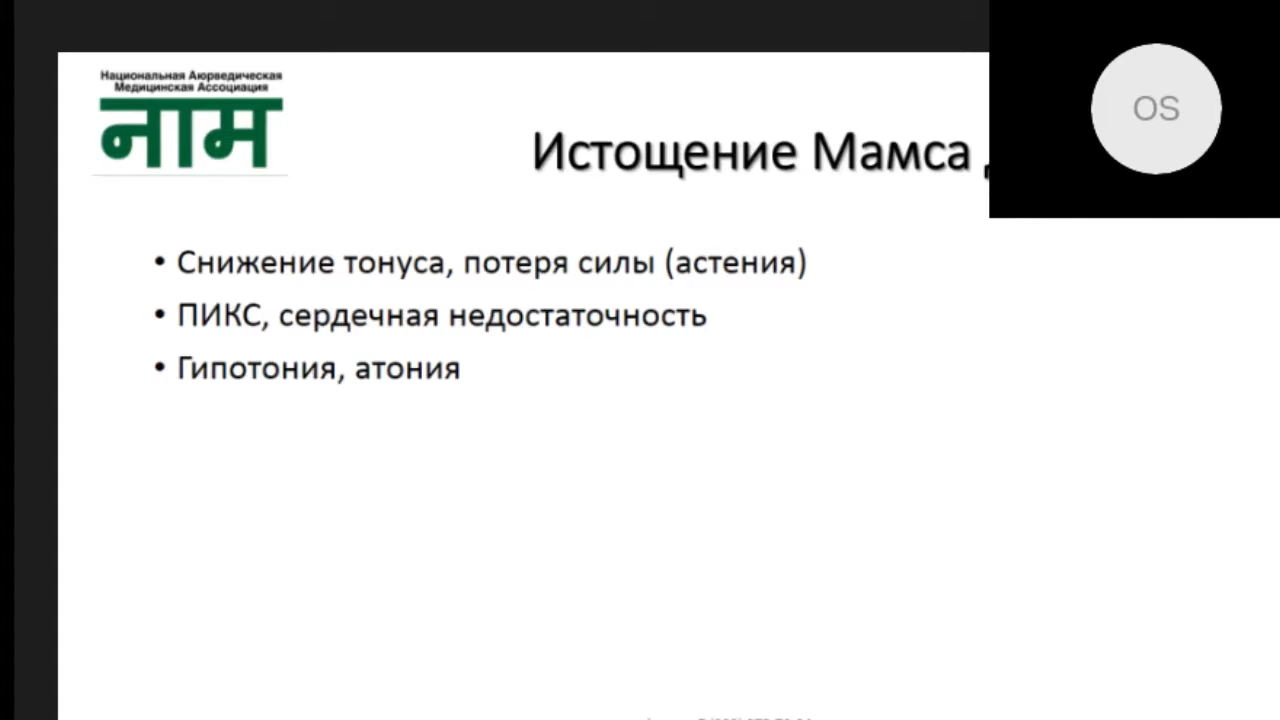 Национальная Аюрведическая
Медицинская Ассоциация
नाम
OS
Истощение Мамса
• Снижение тонуса, потеря силы (астения)
• ПИКС, сердечная недостаточность
• Гипотония, атония